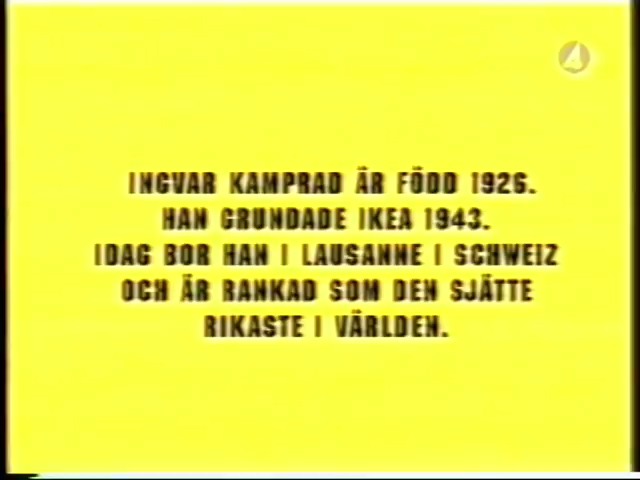 INGVAR KAMPRAD ÄR FÖDD 1926.
HAN GRUNDADE IKEA 1943.
IDAG BOR HAN I LAUSANNE I SCHWEIZ
OCH ÄR RANKAD SOM DEN SJÄTTE
RIKASTE I VÄRLDEN.